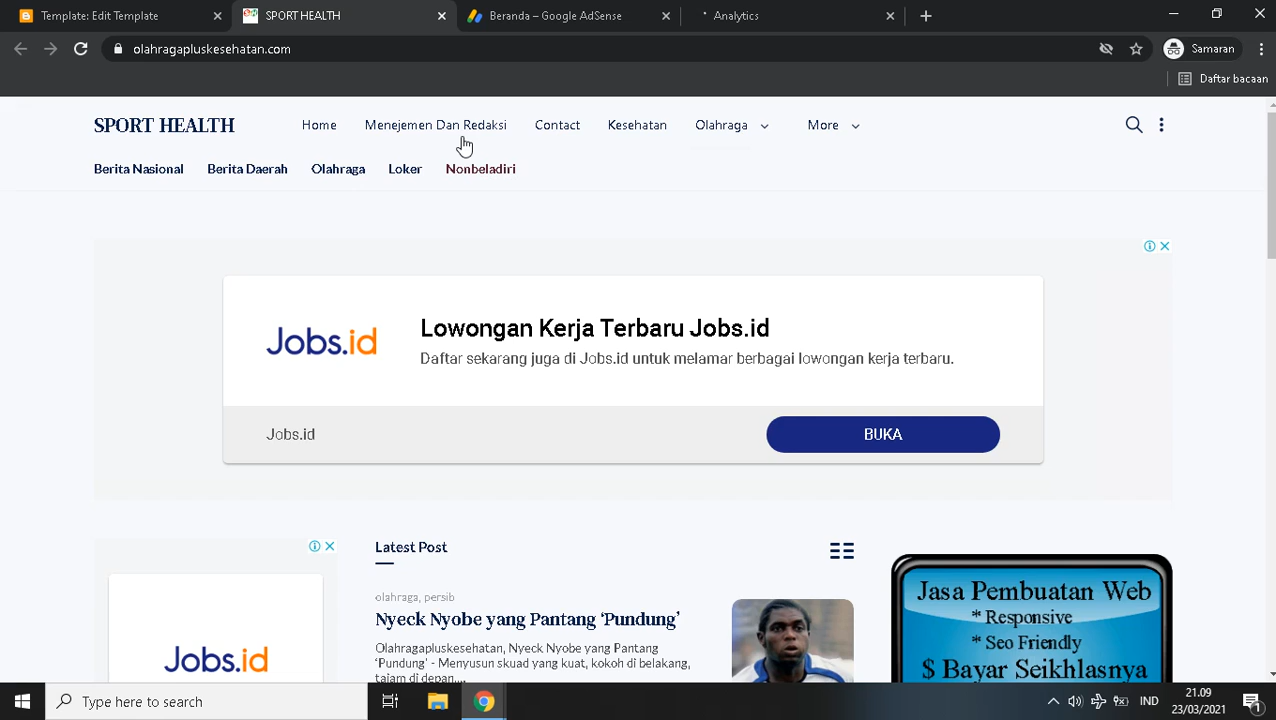 Template: Edit Template
SPORT HEALTH
Beranda – Google AdSense
Analytics
olahragapluskesehatan.com
Samaran
Daftar bacaan
SPORT HEALTH
Home
Menejemen Dan Redaksi
Contact
Kesehatan
Olahraga
More
Berita Nasional
Berita Daerah
Olahraga
Loker
Nonbeladiri
Jobs.id
Lowongan Kerja Terbaru Jobs.id
Daftar sekarang juga di Jobs.id untuk melamar berbagai lowongan kerja terbaru.
Jobs.id
BUKA
Jobs.id
Latest Post
olahraga, persib
Nyeck Nyobe yang Pantang ‘Pundung’
Olahragapluskesehatan, Nyeck Nyobe yang Pantang
‘Pundung’ - Menyusun skuad yang kuat, kokoh di belakang,
tajam di depan,...
Jasa Pembuatan Web
* Responsive
* Seo Friendly
$ Bayar Seikhlasnya
Type here to search
IND
21.09
23/03/2021
1